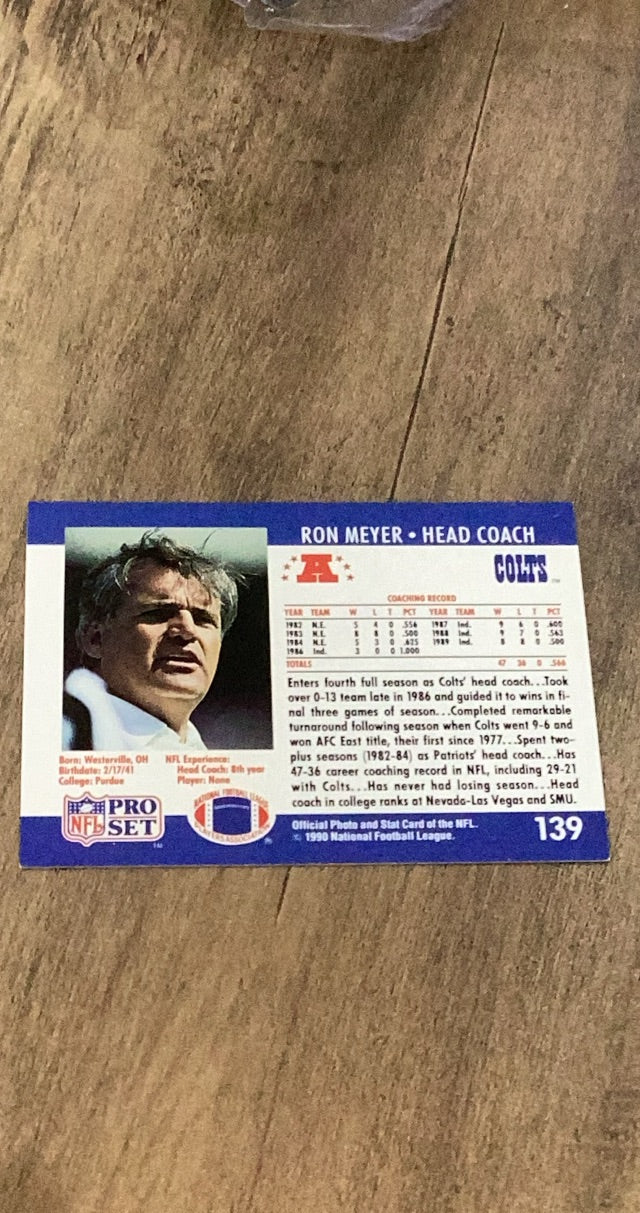 RON MEYER • HEAD COACH
A
COLTS
COACHING RECORD
YEAR TEAM W L T PCT YEAR TEAM W L T PCT
1982 N.E. 5 4 0 .556 1987 Ind. 9 6 0 .600
1983 N.E. 8 8 0 .500 1988 Ind. 9 7 0 .563
1984 N.E. 5 3 0 .625 1989 Ind. 8 8 0 .500
1986 Ind. 3 0 0 1.000
TOTALS 47 36 0 .566
Enters fourth full season as Colts' head coach...Took
over 0-13 team late in 1986 and guided it to wins in fi-
nal three games of season...Completed remarkable
turnaround following season when Colts went 9-6 and
won AFC East title, their first since 1977...Spent two-
plus seasons (1982-84) as Patriots' head coach...Has
47-36 career coaching record in NFL, including 29-21
with Colts...Has never had losing season...Head
coach in college ranks at Nevada-Las Vegas and SMU.
Born: Westerville, OH
Birthdate: 2/17/41
College: Purdue
NFL Experience:
Head Coach: 8th year
Player: None
NFL PRO SET
TM
NATIONAL FOOTBALL LEAGUE
COACHES ASSOCIATION
Official Photo and Stat Card of the NFL.
© 1990 National Football League.
139